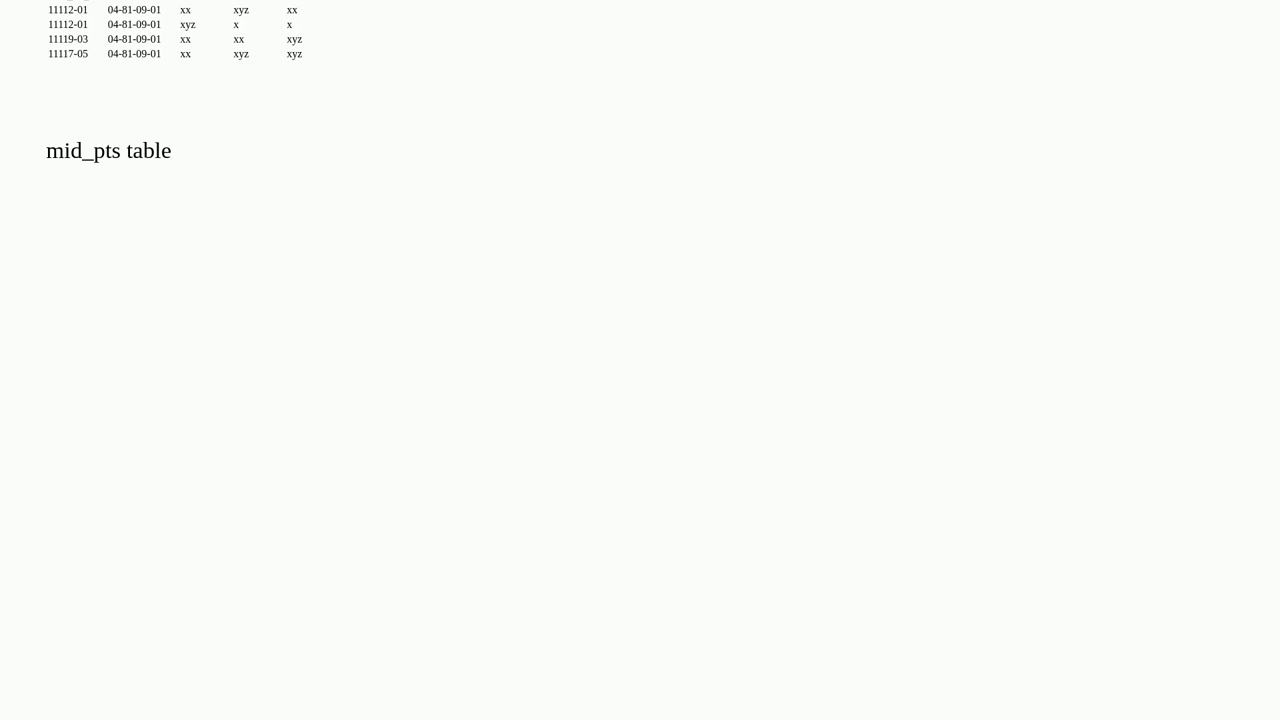 11112-01 04-81-09-01 xx xyz xx
11112-01 04-81-09-01 xyz x x
11119-03 04-81-09-01 xx xx xyz
11117-05 04-81-09-01 xx xyz xyz
mid_pts table